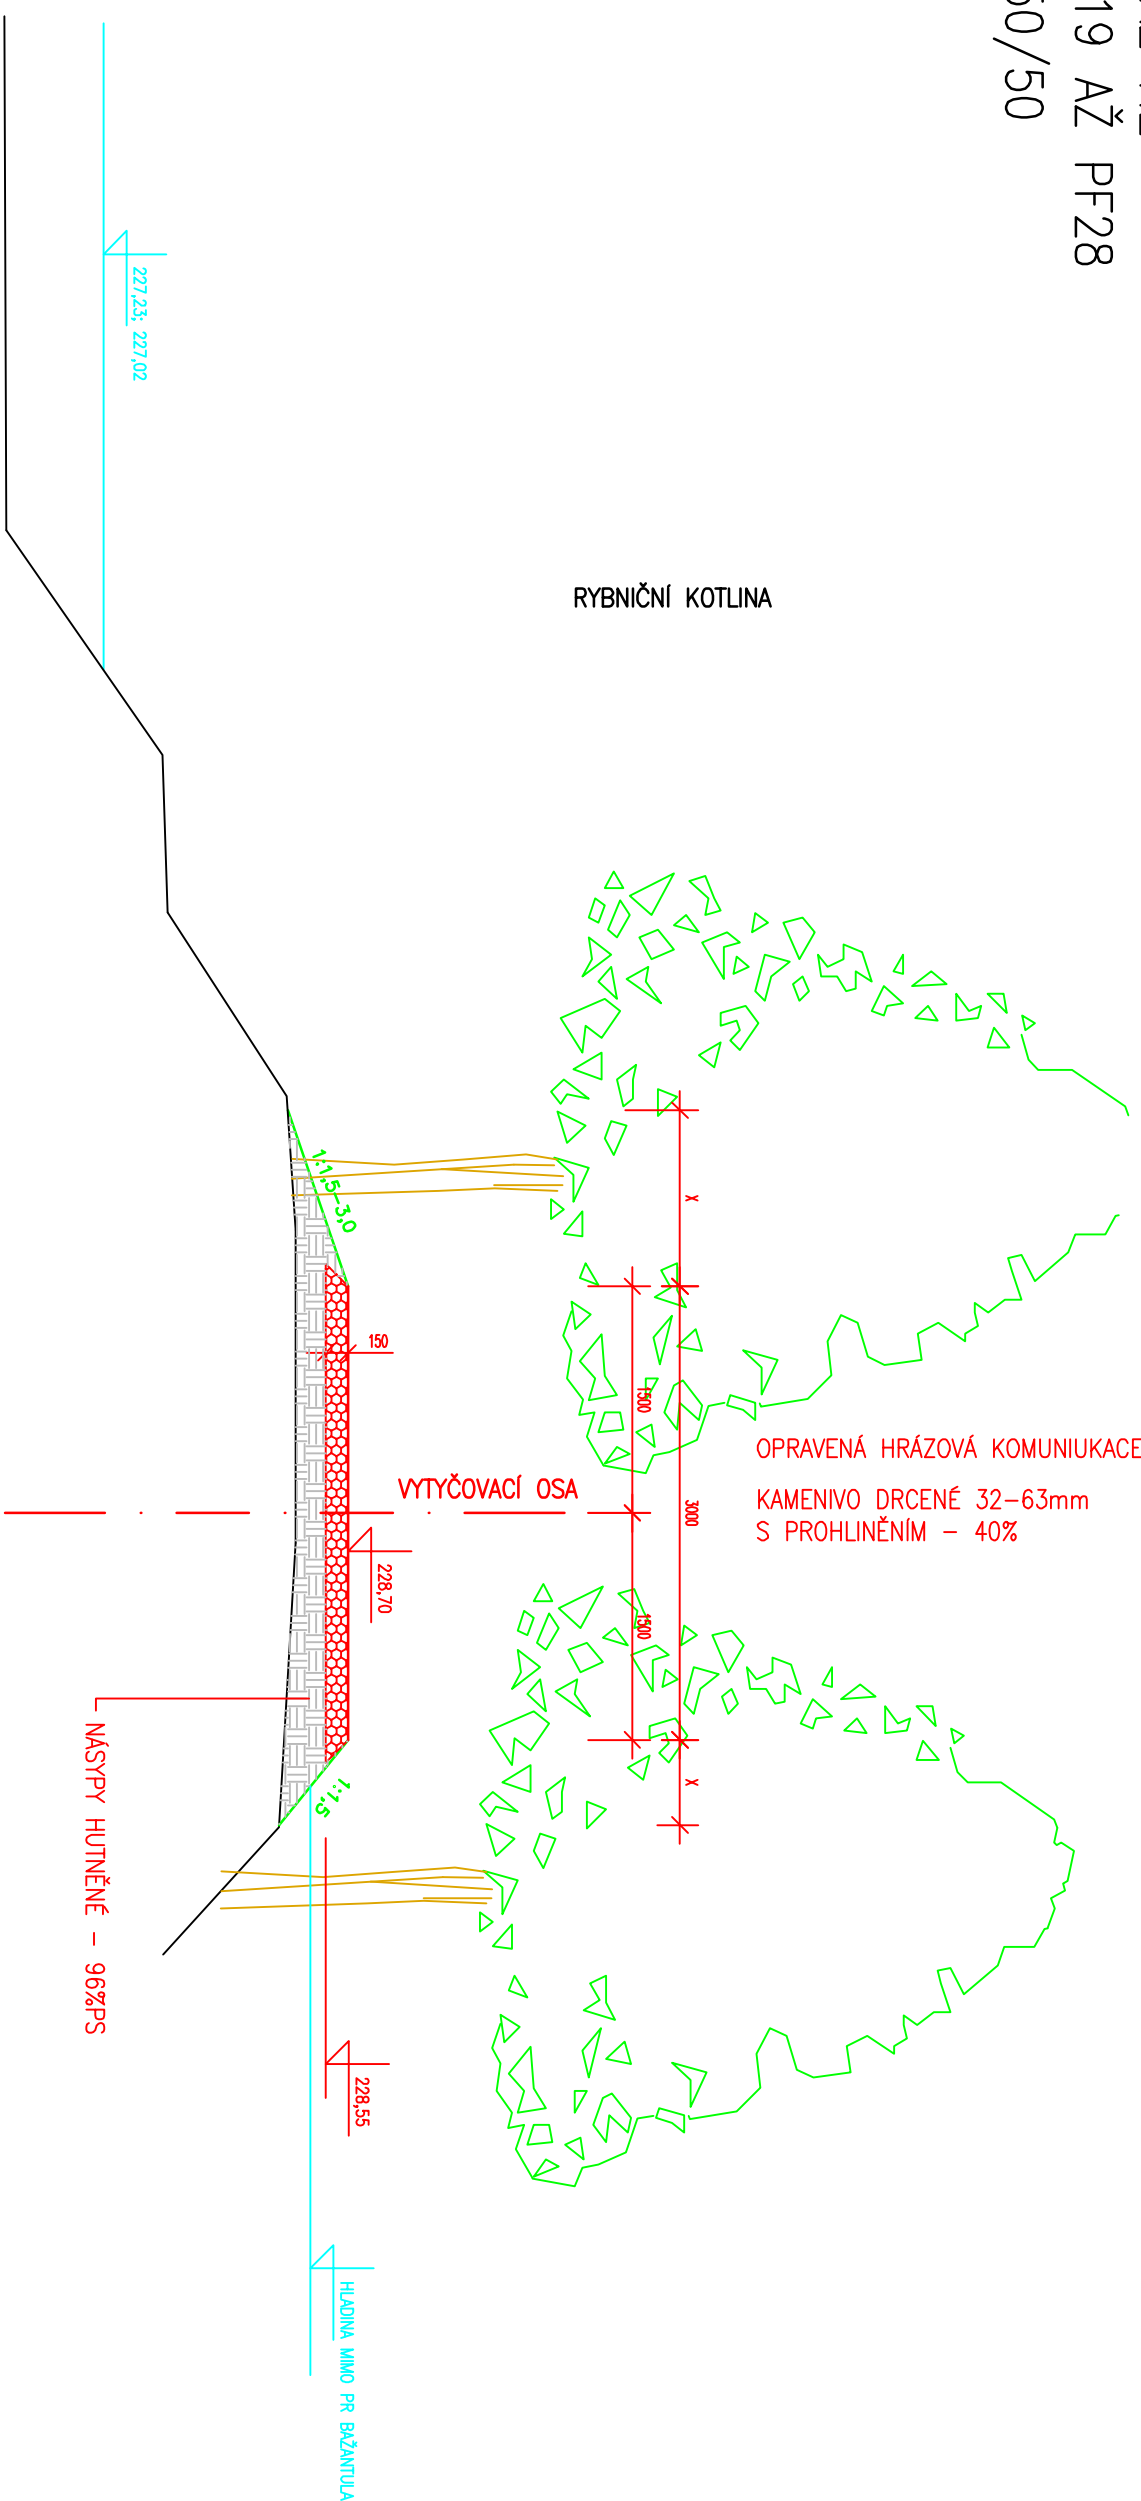 19 AŽ PF28
50/50
227,23; 227,02
RYBNIČNÍ KOTLINA
1:1,5-3,0
X
150
1500
OPRAVENÁ HRÁZOVÁ KOMUNIUKACE
KAMENIVO DRCENÉ 32-63mm
S PROHLINĚNÍM - 40%
VYTYČOVACÍ OSA
3000
228,70
1500
X
1:1,5
NÁSYPY HUTNĚNÉ - 96%PS
228,55
HLADINA MIMO PR BAŽANTULA